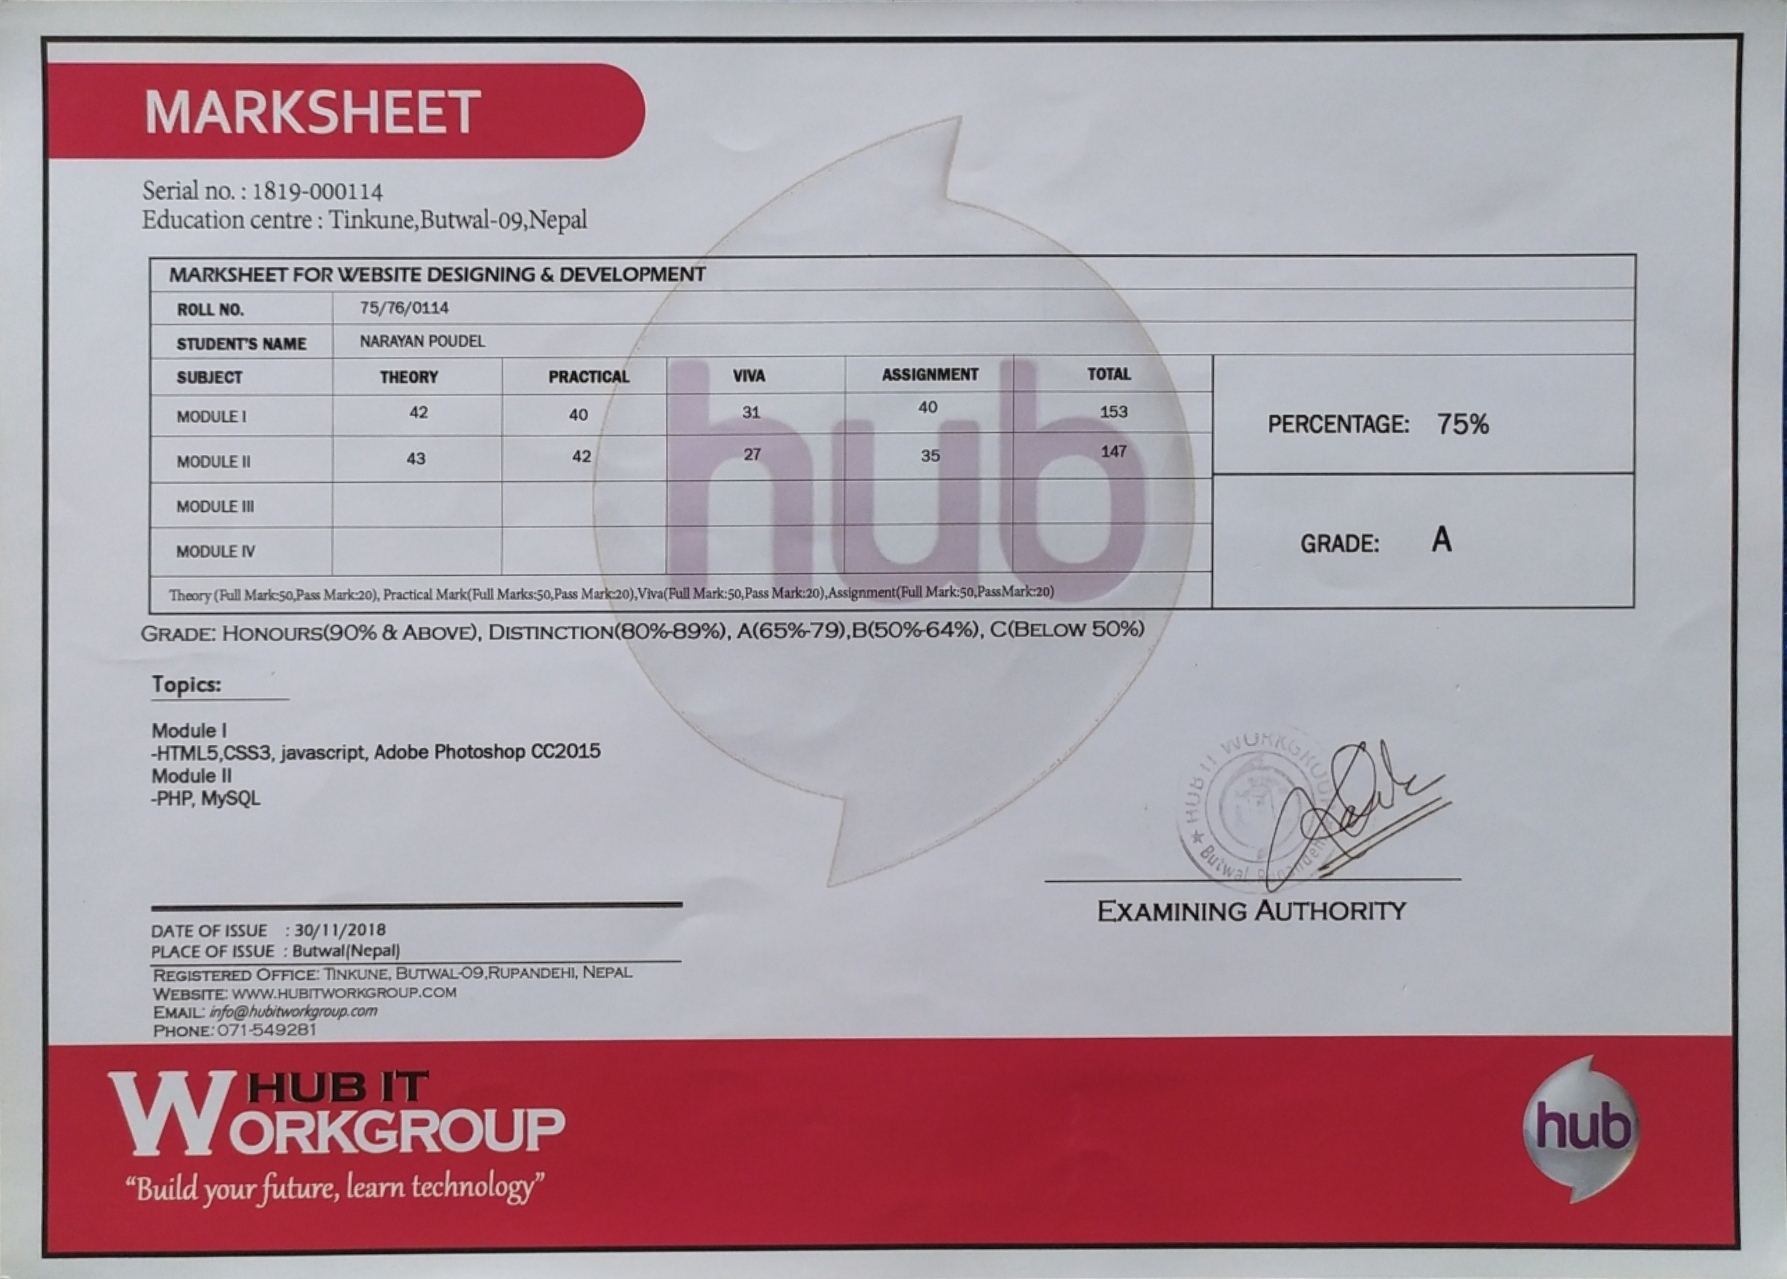 MARKSHEET
Serial no. : 1819-000114
Education centre : Tinkune,Butwal-09,Nepal
MARKSHEET FOR WEBSITE DESIGNING & DEVELOPMENT
ROLL NO. 75/76/0114
STUDENT'S NAME NARAYAN POUDEL
SUBJECT THEORY PRACTICAL VIVA ASSIGNMENT TOTAL
MODULE I 42 40 31 40 153
MODULE II 43 42 27 35 147
MODULE III
MODULE IV
PERCENTAGE: 75%
GRADE: A
Theory (Full Mark:50,Pass Mark:20), Practical Mark(Full Marks:50,Pass Mark:20),Viva(Full Mark:50,Pass Mark:20),Assignment(Full Mark:50,PassMark:20)
GRADE: HONOURS(90% & ABOVE), DISTINCTION(80%-89%), A(65%-79),B(50%-64%), C(BELOW 50%)
hub
Topics:
Module I
-HTML5,CSS3, javascript, Adobe Photoshop CC2015
Module II
-PHP, MySQL
HUB IT WORKGROUP
Butwal
EXAMINING AUTHORITY
DATE OF ISSUE : 30/11/2018
PLACE OF ISSUE : Butwal(Nepal)
REGISTERED OFFICE: TINKUNE, BUTWAL-09,RUPANDEHI, NEPAL
WEBSITE: WWW.HUBITWORKGROUP.COM
EMAIL: info@hubitworkgroup.com
PHONE: 071-549281
HUB IT
WORKGROUP
"Build your future, learn technology"
hub